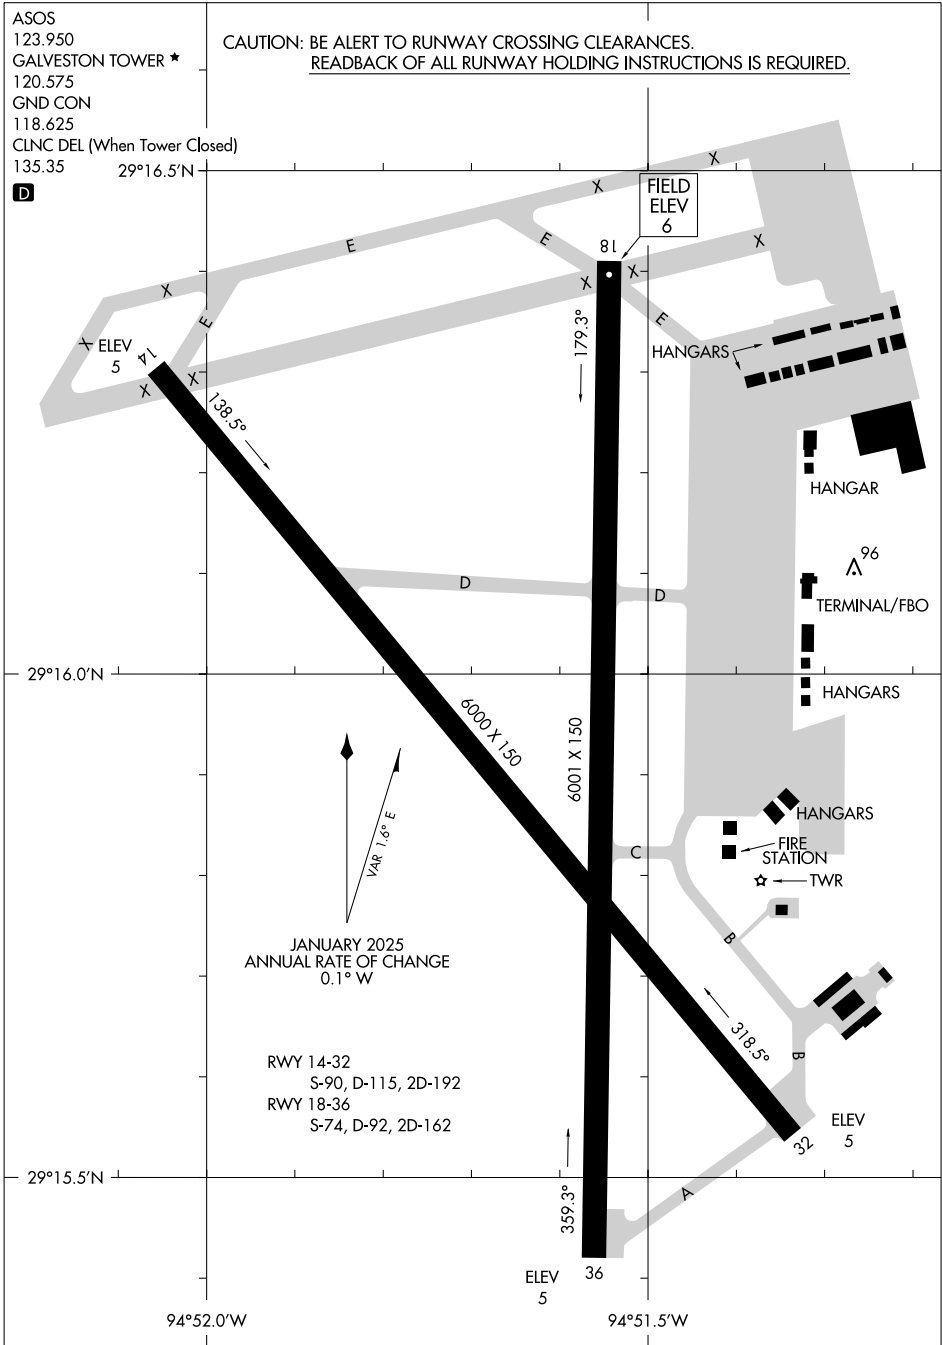 ASOS
123.950
GALVESTON TOWER ★
120.575
GND CON
118.625
CLNC DEL (When Tower Closed)
135.35
D
CAUTION: BE ALERT TO RUNWAY CROSSING CLEARANCES.
READBACK OF ALL RUNWAY HOLDING INSTRUCTIONS IS REQUIRED.
29°16.5'N
X
X
FIELD
ELEV
6
E
E
18
X
X
X
X
E
X
E
179.3°
X
ELEV
5
14
HANGARS
X
X
138.5°
HANGAR
96
D
D
TERMINAL/FBO
29°16.0'N
HANGARS
6000 X 150
6001 X 150
VAR 1.6° E
HANGARS
C
FIRE
STATION
TWR
B
JANUARY 2025
ANNUAL RATE OF CHANGE
0.1° W
318.5°
B
RWY 14-32
S-90, D-115, 2D-192
RWY 18-36
S-74, D-92, 2D-162
ELEV
5
32
29°15.5'N
359.3°
A
36
ELEV
5
94°52.0'W
94°51.5'W